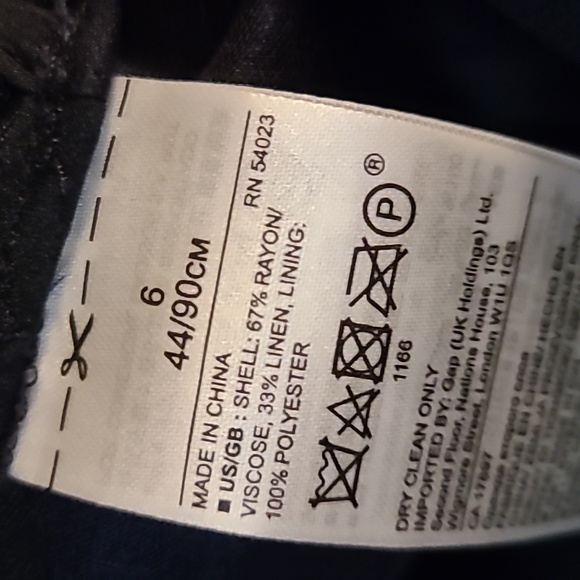 6
44/90CM
MADE IN CHINA RN 54023
■ US/GB : SHELL: 67% RAYON/
VISCOSE, 33% LINEN, LINING:
100% POLYESTER
P ®
1166
DRY CLEAN ONLY
IMPORTED BY: Gap (UK Holdings) Ltd.
Second Floor, Nations House, 103
Wigmore Street, London W1U 1QS
CA 17897